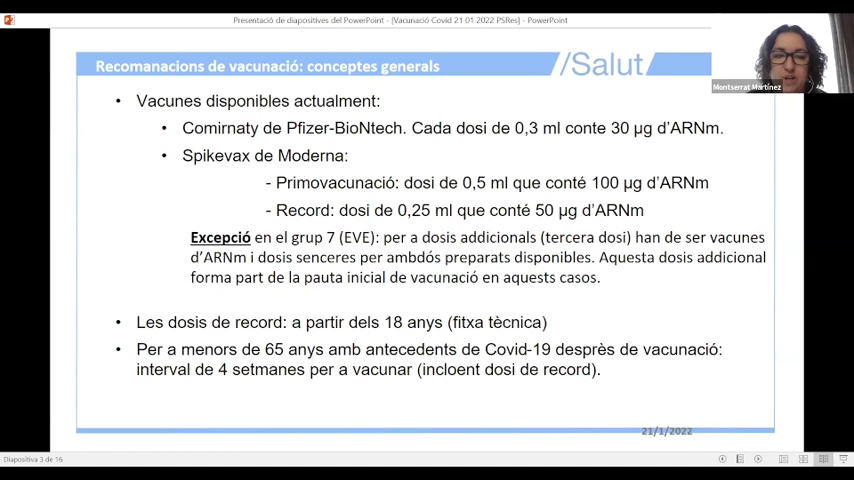 Presentació de diapositives del PowerPoint - [Vacunació Covid 21 01 2022 PSRes] - PowerPoint
Recomanacions de vacunació: conceptes generals
/Salut/
Montserrat Martínez
• Vacunes disponibles actualment:
• Comirnaty de Pfizer-BioNtech. Cada dosi de 0,3 ml conte 30 µg d’ARNm.
• Spikevax de Moderna:
- Primovacunació: dosi de 0,5 ml que conté 100 µg d’ARNm
- Record: dosi de 0,25 ml que conté 50 µg d’ARNm
Excepció en el grup 7 (EVE): per a dosis addicionals (tercera dosi) han de ser vacunes
d’ARNm i dosis senceres per ambdós preparats disponibles. Aquesta dosis addicional
forma part de la pauta inicial de vacunació en aquests casos.
• Les dosis de record: a partir dels 18 anys (fitxa tècnica)
• Per a menors de 65 anys amb antecedents de Covid-19 desprès de vacunació:
interval de 4 setmanes per a vacunar (incloent dosi de record).
21/1/2022
Diapositiva 3 de 16